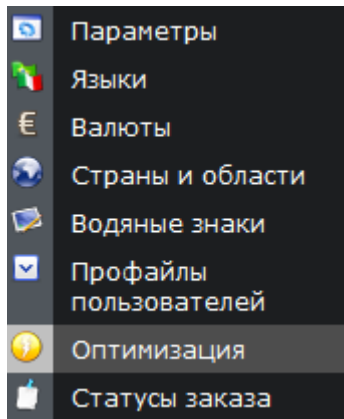 Параметры
Языки
Валюты
Страны и области
Водяные знаки
Профайлы
пользователей
Оптимизация
Статусы заказа